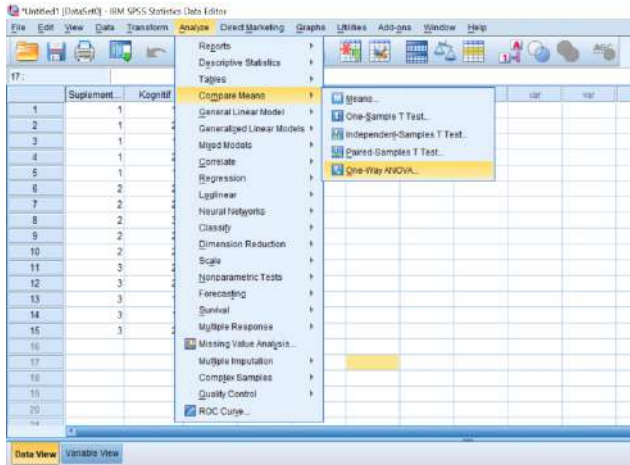 *Untitled1 [DataSet0] - IBM SPSS Statistics Data Editor
File Edit View Data Transform Analyze Direct Marketing Graphs Utilities Add-ons Window Help
17 :
Suplement... Kognitif var var
Reports
Descriptive Statistics
Tables
Compare Means
General Linear Model
Generalized Linear Models
Mixed Models
Correlate
Regression
Loglinear
Neural Networks
Classify
Dimension Reduction
Scale
Nonparametric Tests
Forecasting
Survival
Multiple Response
Missing Value Analysis...
Multiple Imputation
Complex Samples
Quality Control
ROC Curve...
Means...
One-Sample T Test...
Independent-Samples T Test...
Paired-Samples T Test...
One-Way ANOVA...
1 1
2 1
3 1
4 1
5 1
6 2
7 2
8 2
9 2
10 2
11 3
12 3
13 3
14 3
15 3
16
17
18
19
20
Data View Variable View